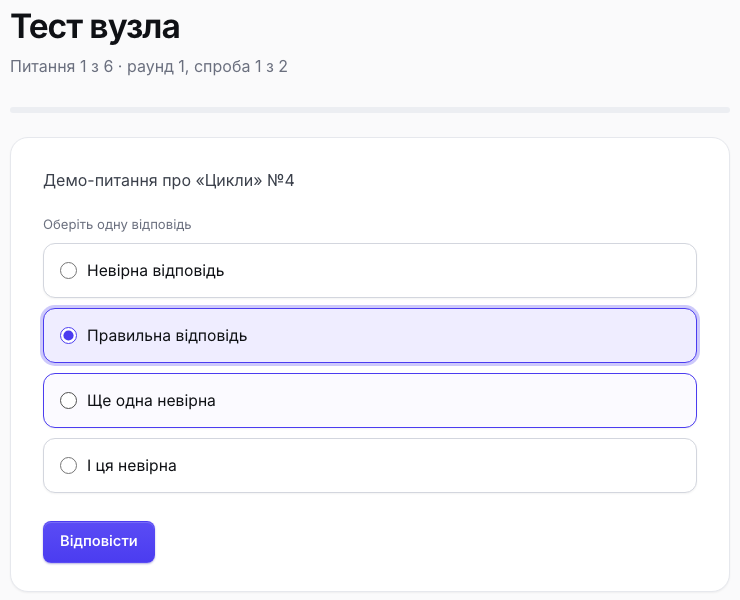 Тест вузла
Питання 1 з 6 · раунд 1, спроба 1 з 2
Демо-питання про «Цикли» №4
Оберіть одну відповідь
Невірна відповідь
Правильна відповідь
Ще одна невірна
І ця невірна
Відповісти